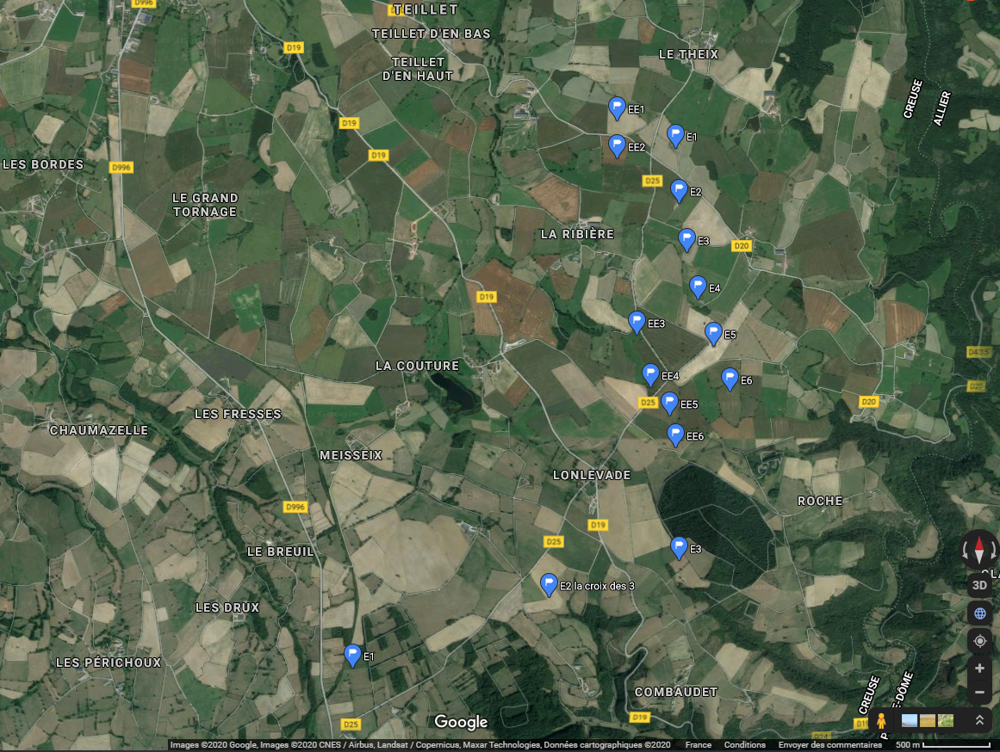 D996
TEILLET
TEILLET D'EN BAS
D19
LE THEIX
TEILLET
D'EN HAUT
CREUSE
ALLIER
EE1
D19
E1
EE2
D19
LES BORDES
D996
D25
E2
LE GRAND
TORNAGE
LA RIBIÈRE
E3
D20
E4
D19
EE3
E5
D435
LA COUTURE
EE4
E6
D25
EE5
D20
LES FRESSES
CHAUMAZELLE
EE6
MEISSEIX
LONLEVADE
ROCHE
D996
D19
D25
E3
LE BREUIL
E2 la croix des 3
3D
LES DRUX
E1
LES PÉRICHOUX
COMBAUDET
CREUSE
E-DÔME
D25
Google
D19
Images ©2020 Google, Images ©2020 CNES / Airbus, Landsat / Copernicus, Maxar Technologies, Données cartographiques ©2020
France
Conditions
Envoyer des commentaires
500 m